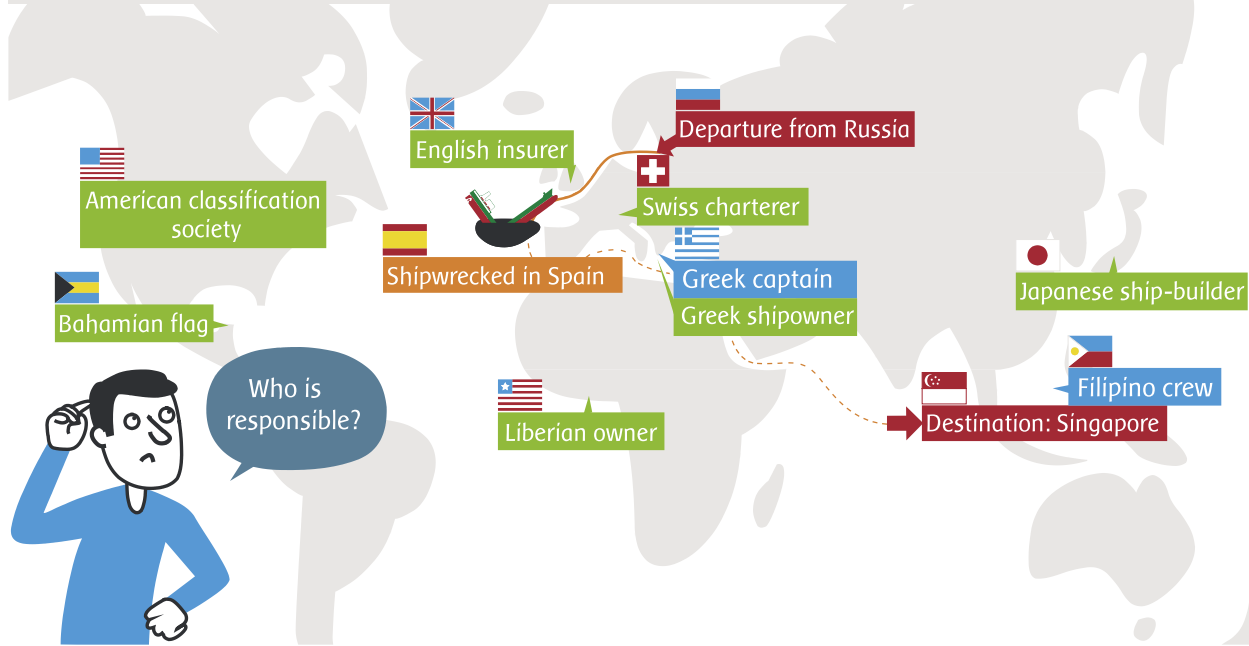 Departure from Russia
English insurer
American classification
society
Swiss charterer
Shipwrecked in Spain
Greek captain
Greek shipowner
Japanese ship-builder
Bahamian flag
Who is
responsible?
Filipino crew
Destination: Singapore
Liberian owner